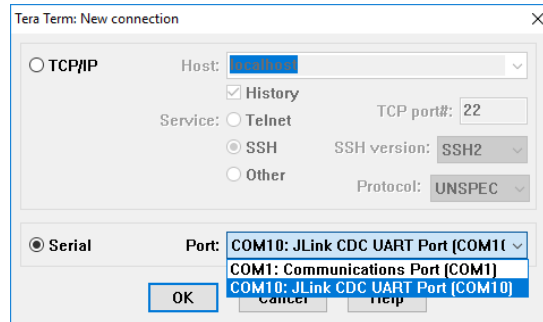 Tera Term: New connection
TCP/IP Host: localhost
History
Service: Telnet TCP port#: 22
SSH SSH version: SSH2
Other Protocol: UNSPEC
Serial Port: COM10: JLink CDC UART Port (COM1(
COM1: Communications Port (COM1)
COM10: JLink CDC UART Port (COM10)
OK Cancel Help